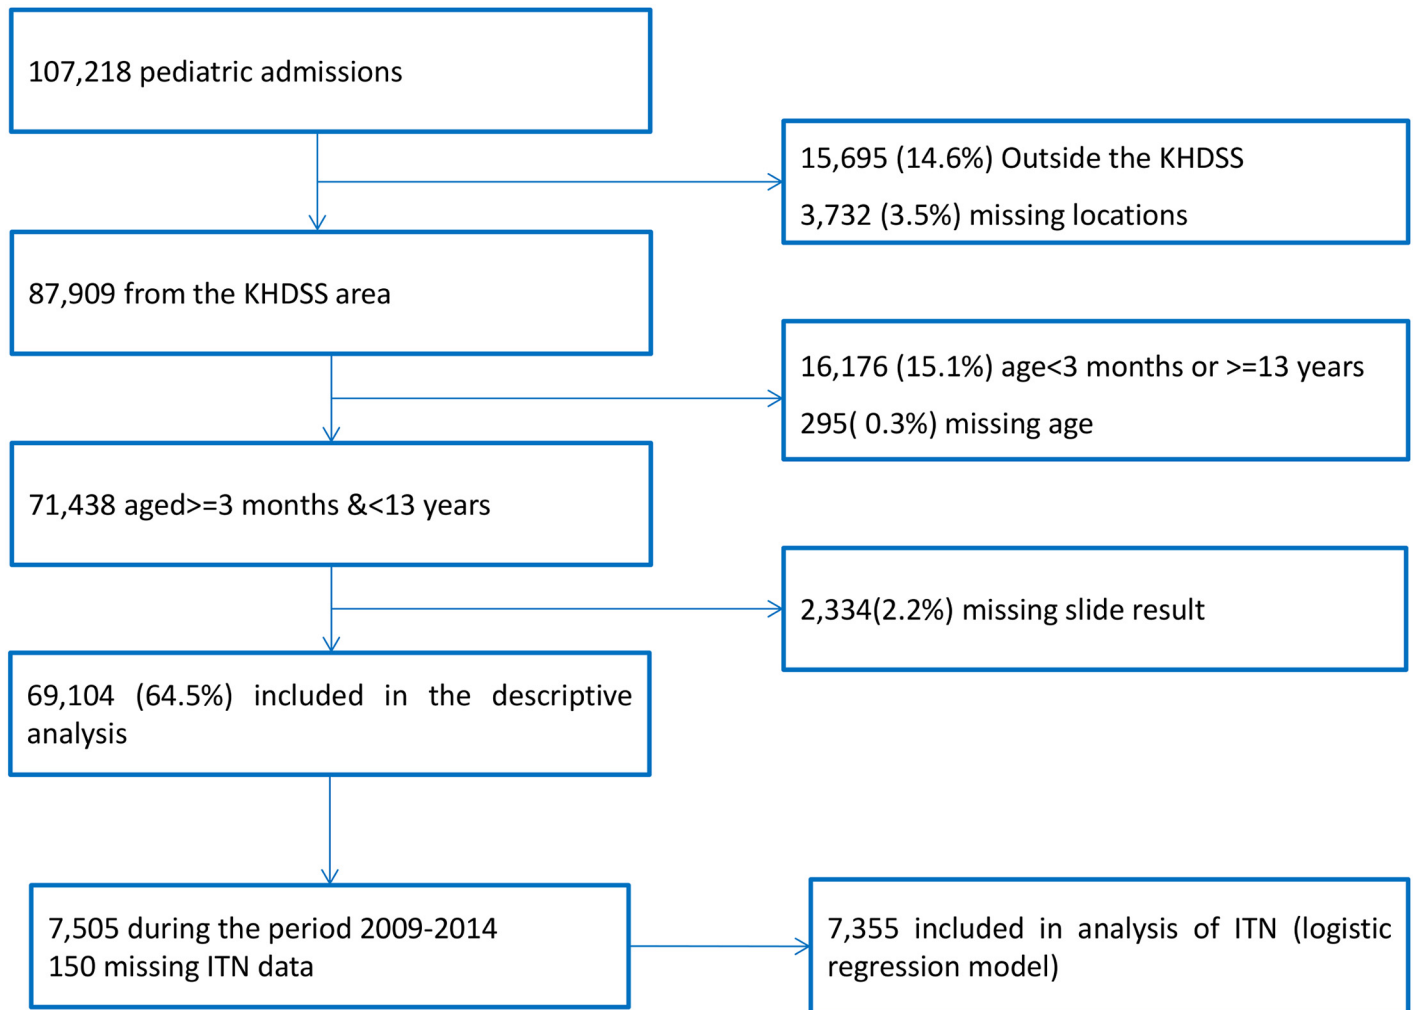 107,218 pediatric admissions
15,695 (14.6%) Outside the KHDSS
3,732 (3.5%) missing locations
87,909 from the KHDSS area
16,176 (15.1%) age<3 months or >=13 years
295( 0.3%) missing age
71,438 aged>=3 months &<13 years
2,334(2.2%) missing slide result
69,104 (64.5%) included in the descriptive
analysis
7,505 during the period 2009-2014
150 missing ITN data
7,355 included in analysis of ITN (logistic
regression model)